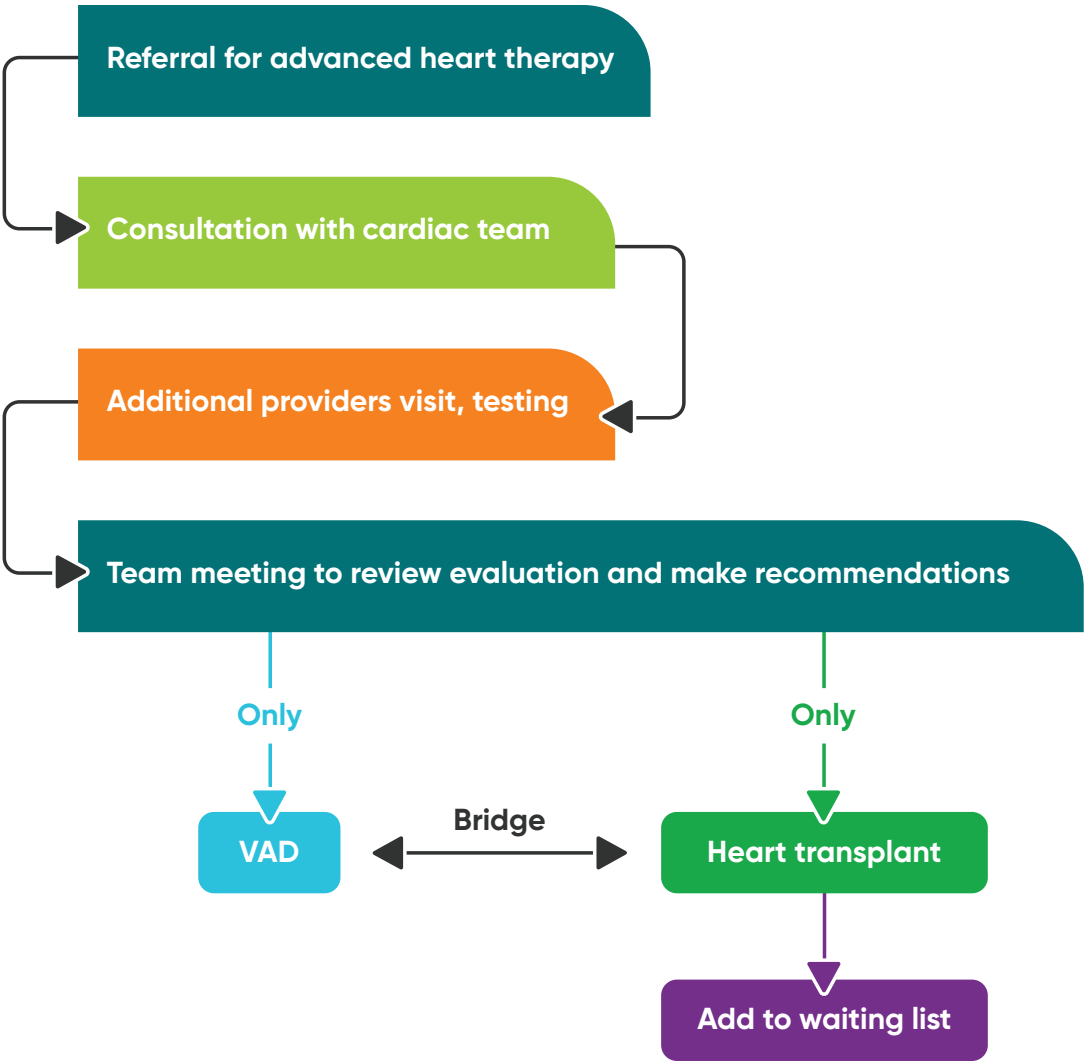 Referral for advanced heart therapy
Consultation with cardiac team
Additional providers visit, testing
Team meeting to review evaluation and make recommendations
Only
Only
VAD
Bridge
Heart transplant
Add to waiting list